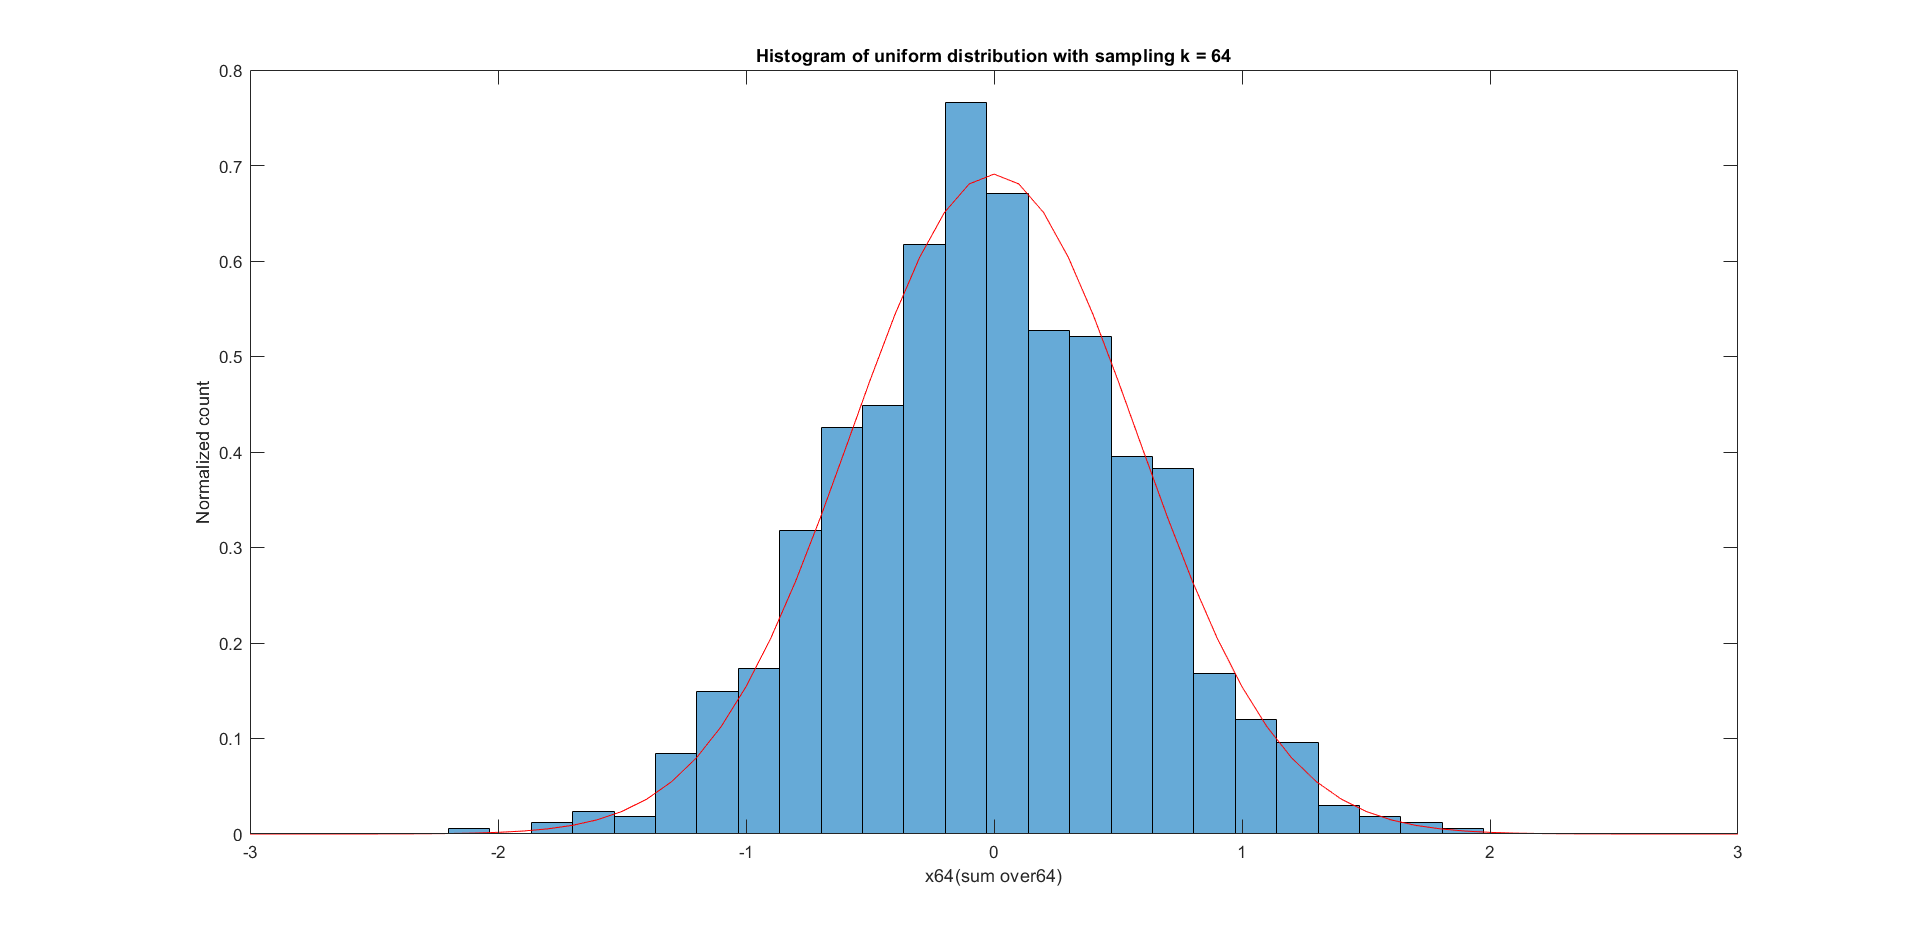 Histogram of uniform distribution with sampling k = 64
0.8
0.7
0.6
0.5
0.4
0.3
0.2
0.1
0
Normalized count
-3 -2 -1 0 1 2 3
x64(sum over64)